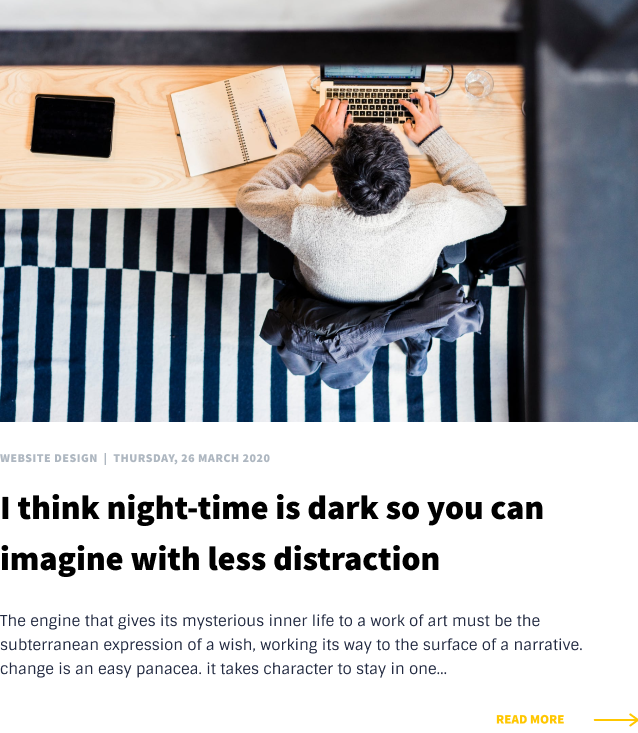 WEBSITE DESIGN | THURSDAY, 26 MARCH 2020
I think night-time is dark so you can
imagine with less distraction
The engine that gives its mysterious inner life to a work of art must be the
subterranean expression of a wish, working its way to the surface of a narrative.
change is an easy panacea. it takes character to stay in one...
READ MORE